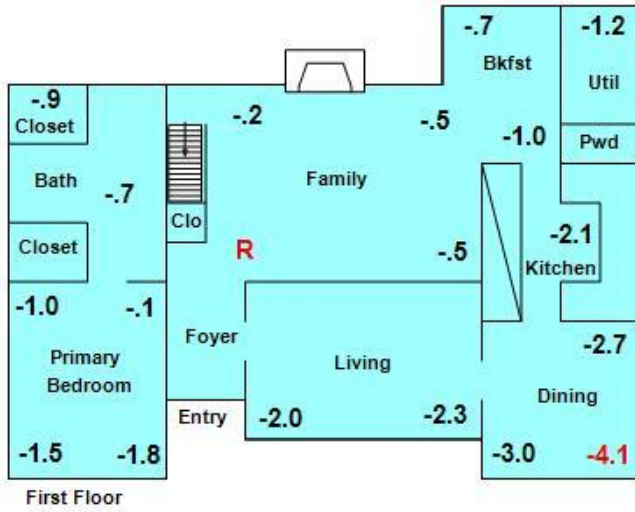 -.7
-1.2
Bkfst
Util
-.9
Closet
-.2
-.5
-1.0
Pwd
Bath
Family
-.7
Clo
-2.1
Closet
R
-.5
Kitchen
-1.0
-.1
Foyer
-2.7
Primary
Bedroom
Living
Dining
Entry
-2.0
-2.3
-1.5
-1.8
-3.0
-4.1
First Floor